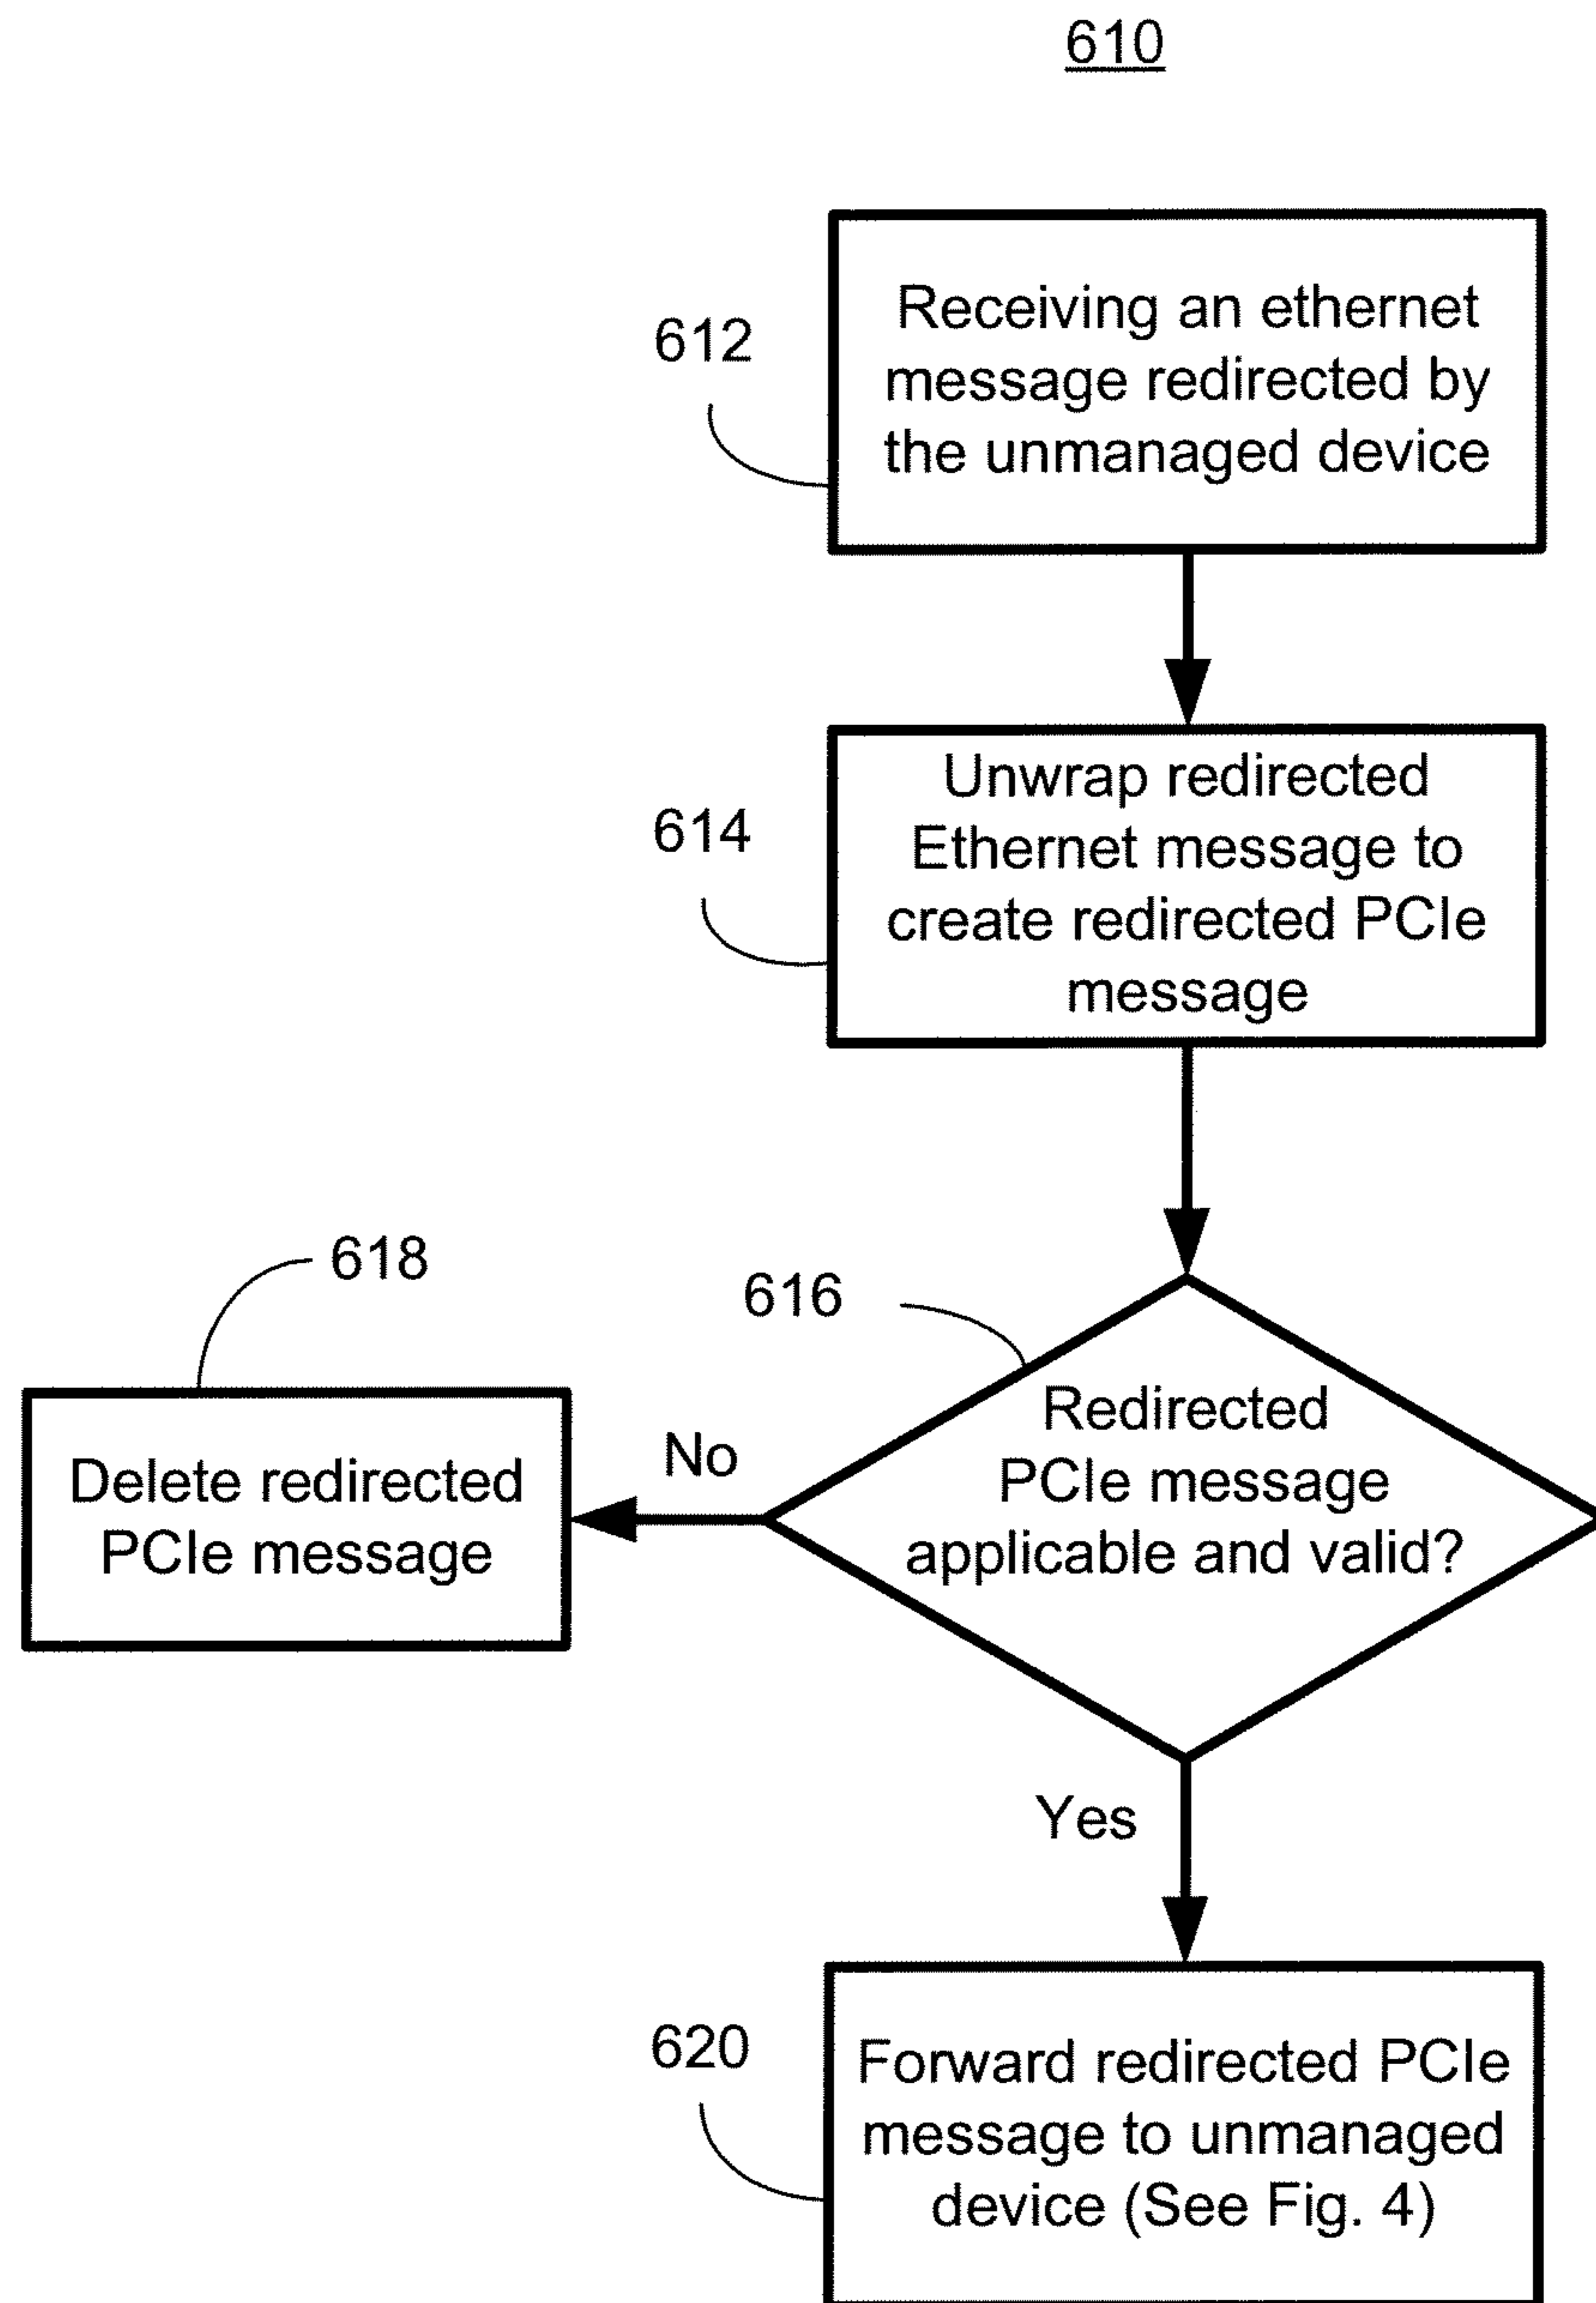 610
612
Receiving an ethernet
message redirected by
the unmanaged device
614
Unwrap redirected
Ethernet message to
create redirected PCIe
message
616
Redirected
PCIe message
applicable and valid?
No
618
Delete redirected
PCIe message
Yes
620
Forward redirected PCIe
message to unmanaged
device (See Fig. 4)